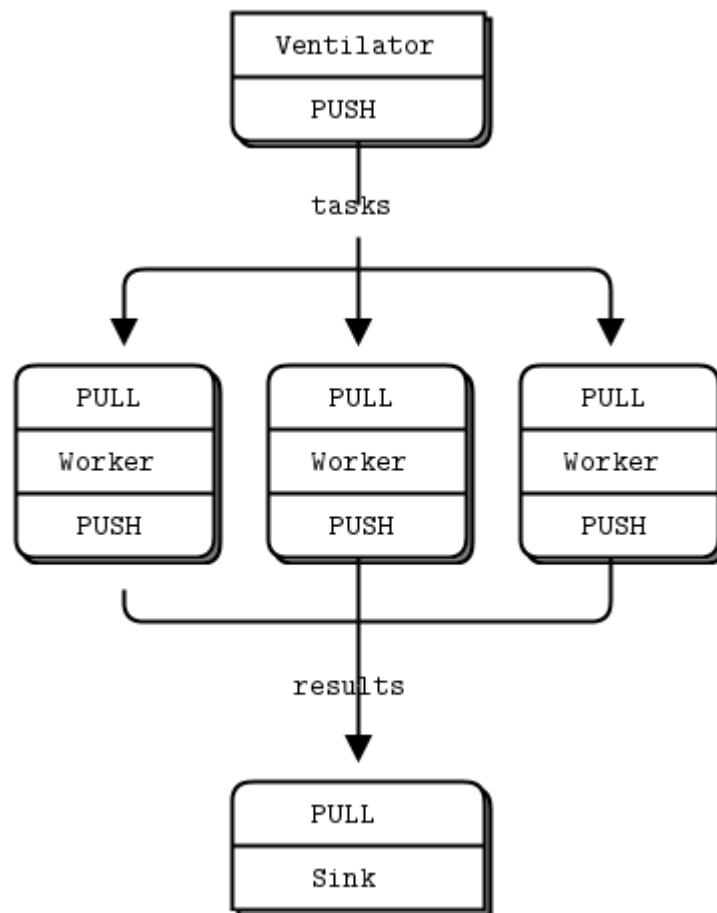 Ventilator
PUSH
tasks
PULL PULL PULL
Worker Worker Worker
PUSH PUSH PUSH
results
PULL
Sink